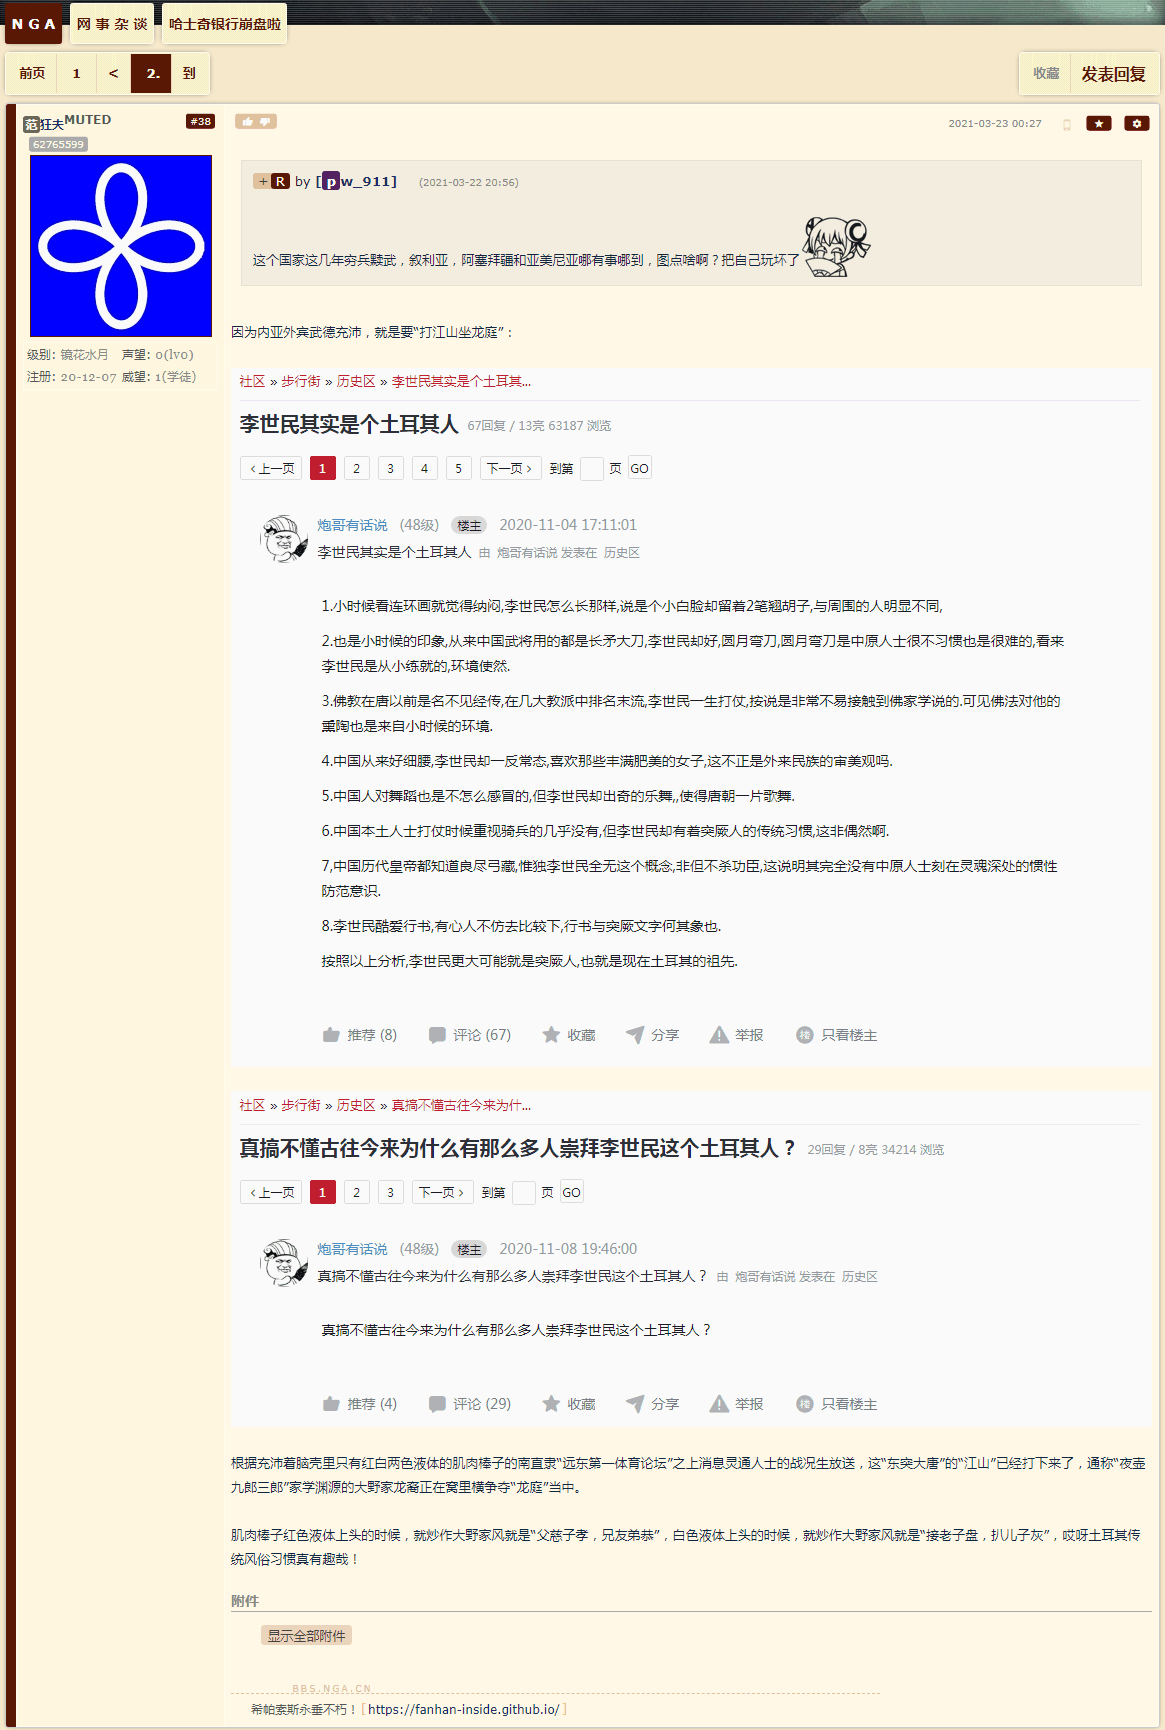 N G A 网 事 杂 谈 哈士奇银行崩盘啦
前页 1 < 2. 到 收藏 发表回复
范狂夫MUTED #38 2021-03-23 00:27
62765599
+ R by [pw_911] (2021-03-22 20:56)
这个国家这几年穷兵黩武，叙利亚，阿塞拜疆和亚美尼亚哪有事哪到，图点啥啊？把自己玩坏了
级别: 镜花水月 声望: 0(lv0)
注册: 20-12-07 威望: 1(学徒)
因为内亚外宾武德充沛，就是要“打江山坐龙庭”：
社区 » 步行街 » 历史区 » 李世民其实是个土耳其...
李世民其实是个土耳其人 67回复 / 13亮 63187 浏览
‹ 上一页 1 2 3 4 5 下一页 › 到第 页 GO
炮哥有话说 (48级) 楼主 2020-11-04 17:11:01
李世民其实是个土耳其人 由 炮哥有话说 发表在 历史区
1.小时候看连环画就觉得纳闷,李世民怎么长那样,说是个小白脸却留着2笔翘胡子,与周围的人明显不同,
2.也是小时候的印象,从来中国武将用的都是长矛大刀,李世民却好,圆月弯刀,圆月弯刀是中原人士很不习惯也是很难的,看来
李世民是从小练就的,环境使然.
3.佛教在唐以前是名不见经传,在几大教派中排名末流,李世民一生打仗,按说是非常不易接触到佛家学说的.可见佛法对他的
熏陶也是来自小时候的环境.
4.中国从来好细腰,李世民却一反常态,喜欢那些丰满肥美的女子,这不正是外来民族的审美观吗.
5.中国人对舞蹈也是不怎么感冒的,但李世民却出奇的乐舞,,使得唐朝一片歌舞.
6.中国本土人士打仗时候重视骑兵的几乎没有,但李世民却有着突厥人的传统习惯,这非偶然啊.
7,中国历代皇帝都知道良尽弓藏,惟独李世民全无这个概念,非但不杀功臣,这说明其完全没有中原人士刻在灵魂深处的惯性
防范意识.
8.李世民酷爱行书,有心人不仿去比较下,行书与突厥文字何其象也.
按照以上分析,李世民更大可能就是突厥人,也就是现在土耳其的祖先.
推荐 (8) 评论 (67) 收藏 分享 举报 楼 只看楼主
社区 » 步行街 » 历史区 » 真搞不懂古往今来为什...
真搞不懂古往今来为什么有那么多人崇拜李世民这个土耳其人？ 29回复 / 8亮 34214 浏览
‹ 上一页 1 2 3 下一页 › 到第 页 GO
炮哥有话说 (48级) 楼主 2020-11-08 19:46:00
真搞不懂古往今来为什么有那么多人崇拜李世民这个土耳其人？ 由 炮哥有话说 发表在 历史区
真搞不懂古往今来为什么有那么多人崇拜李世民这个土耳其人？
推荐 (4) 评论 (29) 收藏 分享 举报 楼 只看楼主
根据充沛着脑壳里只有红白两色液体的肌肉棒子的南直隶“远东第一体育论坛”之上消息灵通人士的战况生放送，这“东突大唐”的“江山”已经打下来了，通称“夜壶
九郎三郎”家学渊源的大野家龙裔正在窝里横争夺“龙庭”当中。
肌肉棒子红色液体上头的时候，就炒作大野家风就是“父慈子孝，兄友弟恭”，白色液体上头的时候，就炒作大野家风就是“接老子盘，扒儿子灰”，哎呀土耳其传
统风俗习惯真有趣哉！
附件
显示全部附件
BBS.NGA.CN
希帕索斯永垂不朽！[ https://fanhan-inside.github.io/ ]